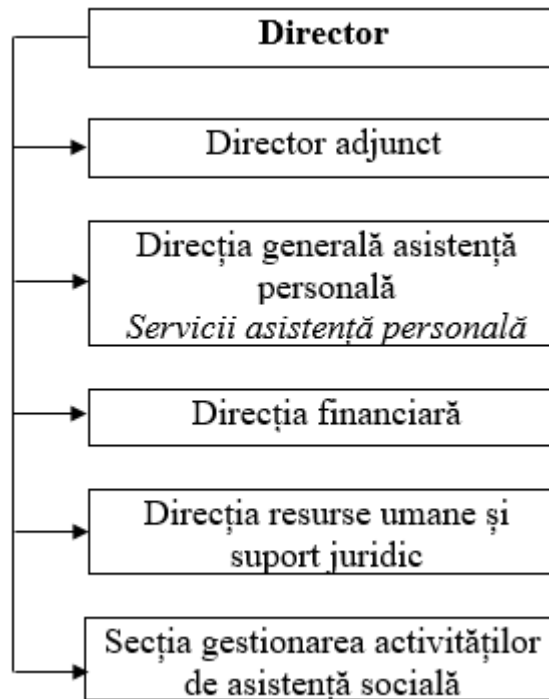 Director
Director adjunct
Direcția generală asistență
personală
Servicii asistență personală
Direcția financiară
Direcția resurse umane și
suport juridic
Secția gestionarea activităților
de asistență socială